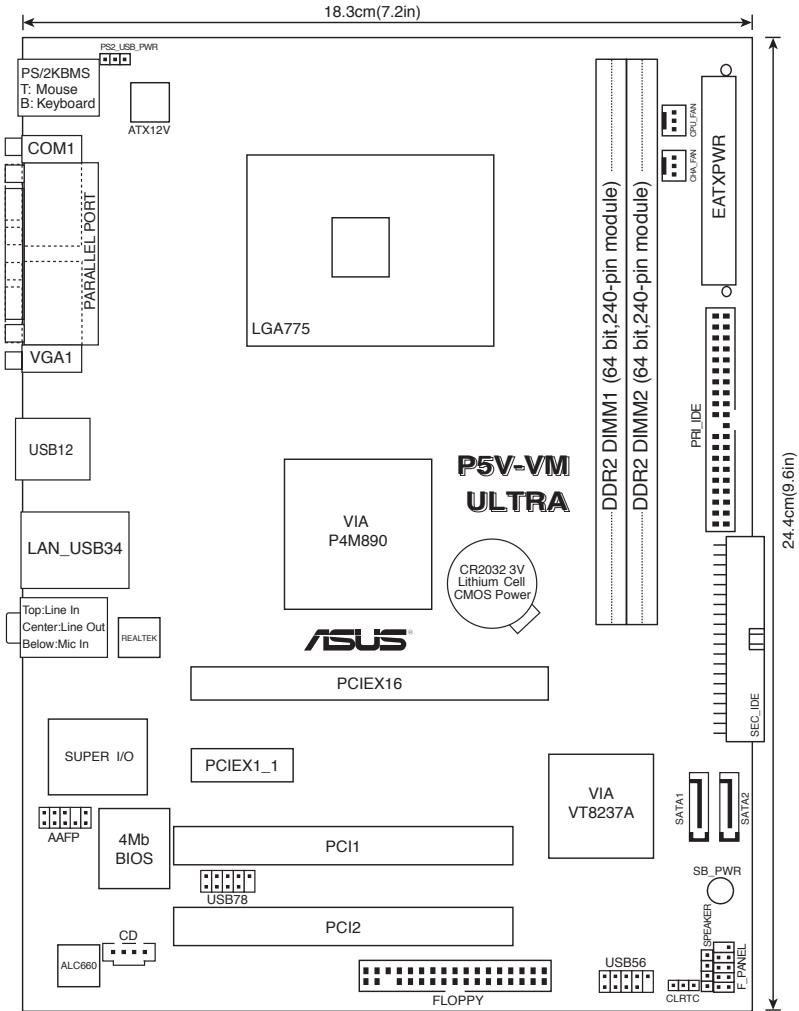 18.3cm(7.2in)
PS2_USB_PWR
PS/2KBMS
T: Mouse
B: Keyboard
ATX12V
CPU_FAN
CHA_FAN
EATXPWR
COM1
PARALLEL PORT
VGA1
LGA775
DDR2 DIMM1 (64 bit,240-pin module)
DDR2 DIMM2 (64 bit,240-pin module)
PRI_IDE
24.4cm(9.6in)
USB12
P5V-VM
ULTRA
VIA
P4M890
LAN_USB34
CR2032 3V
Lithium Cell
CMOS Power
Top:Line In
Center:Line Out
Below:Mic In
REALTEK
ASUS®
PCIEX16
SEC_IDE
SUPER I/O
PCIEX1_1
VIA
VT8237A
SATA1
SATA2
AAFP
4Mb
BIOS
PCI1
SB_PWR
USB78
PCI2
CD
ALC660
FLOPPY
USB56
CLRTC
SPEAKER
F_PANEL